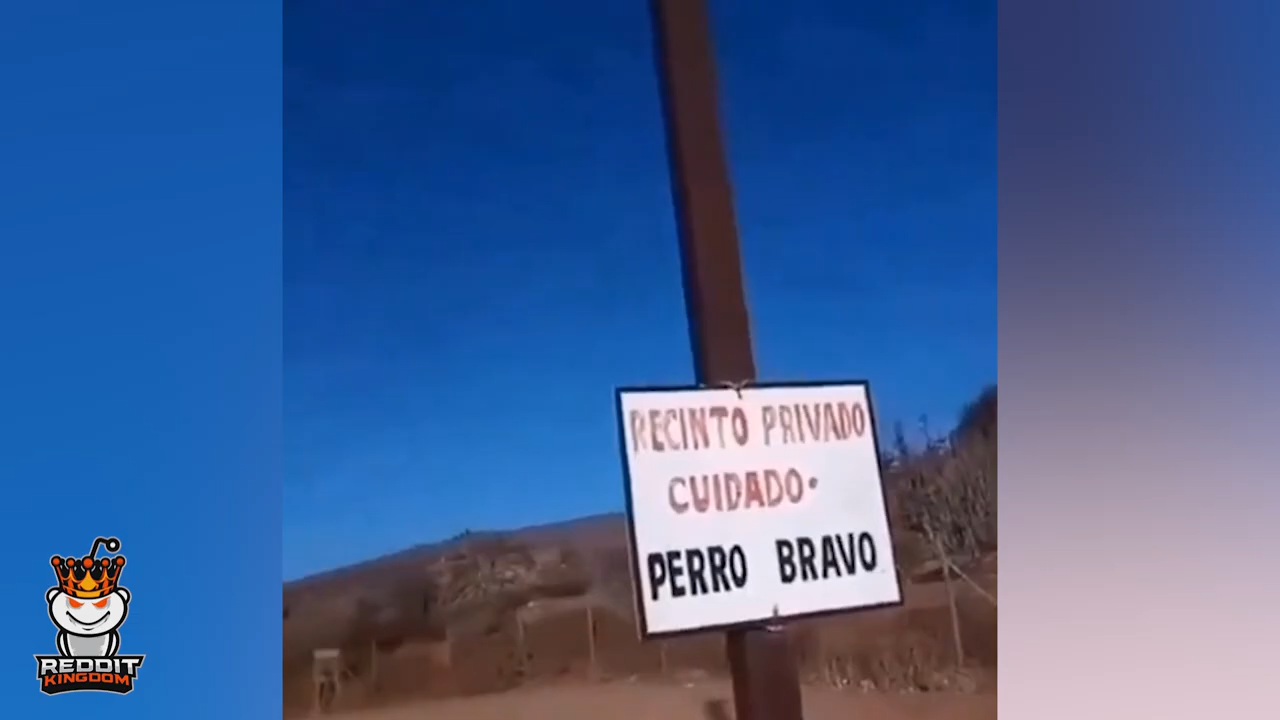 RECINTO PRIVADO
CUIDADO.
PERRO BRAVO
REDDIT
KINGDOM